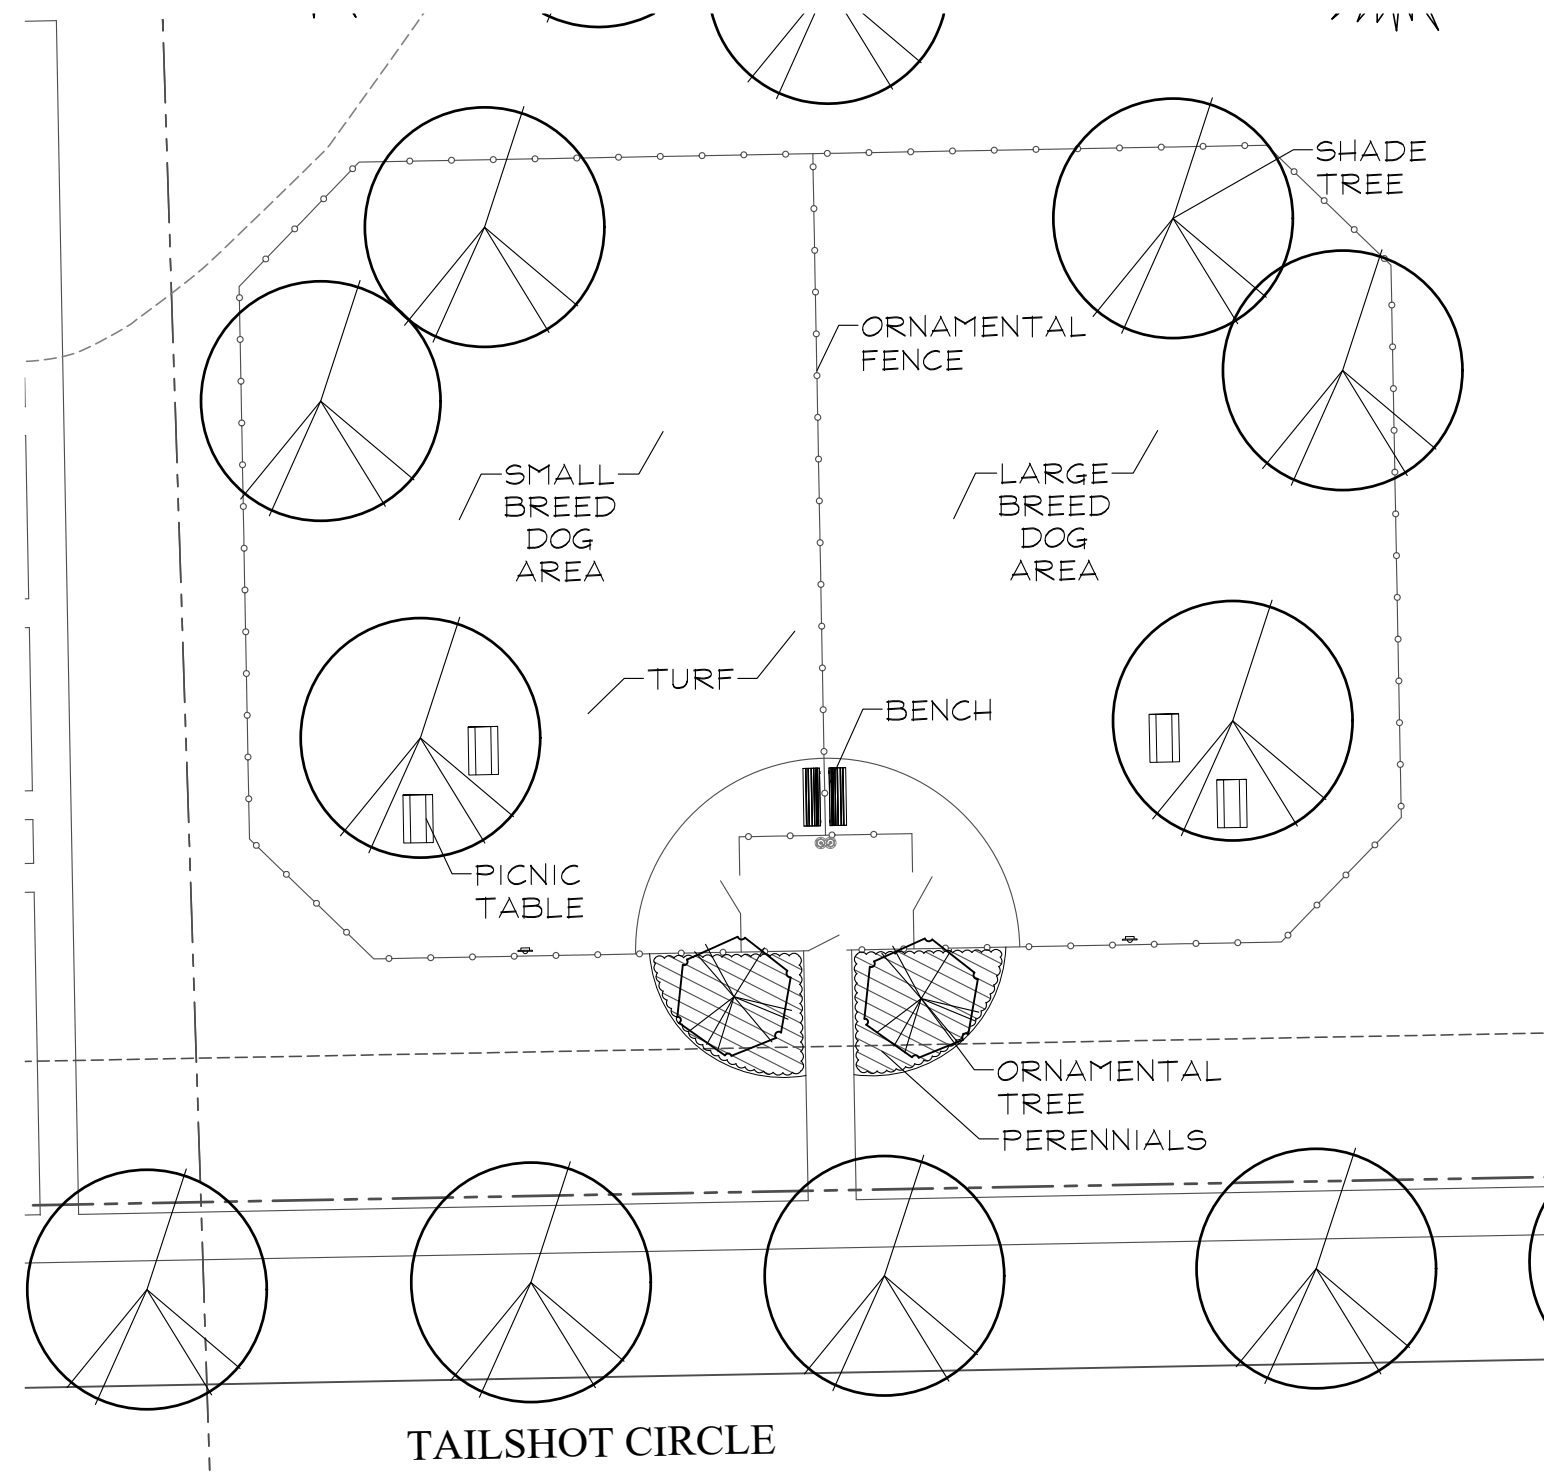 SHADE
TREE
ORNAMENTAL
FENCE
SMALL
BREED
DOG
AREA
LARGE
BREED
DOG
AREA
TURF
BENCH
PICNIC
TABLE
ORNAMENTAL
TREE
PERENNIALS
TAILSHOT CIRCLE